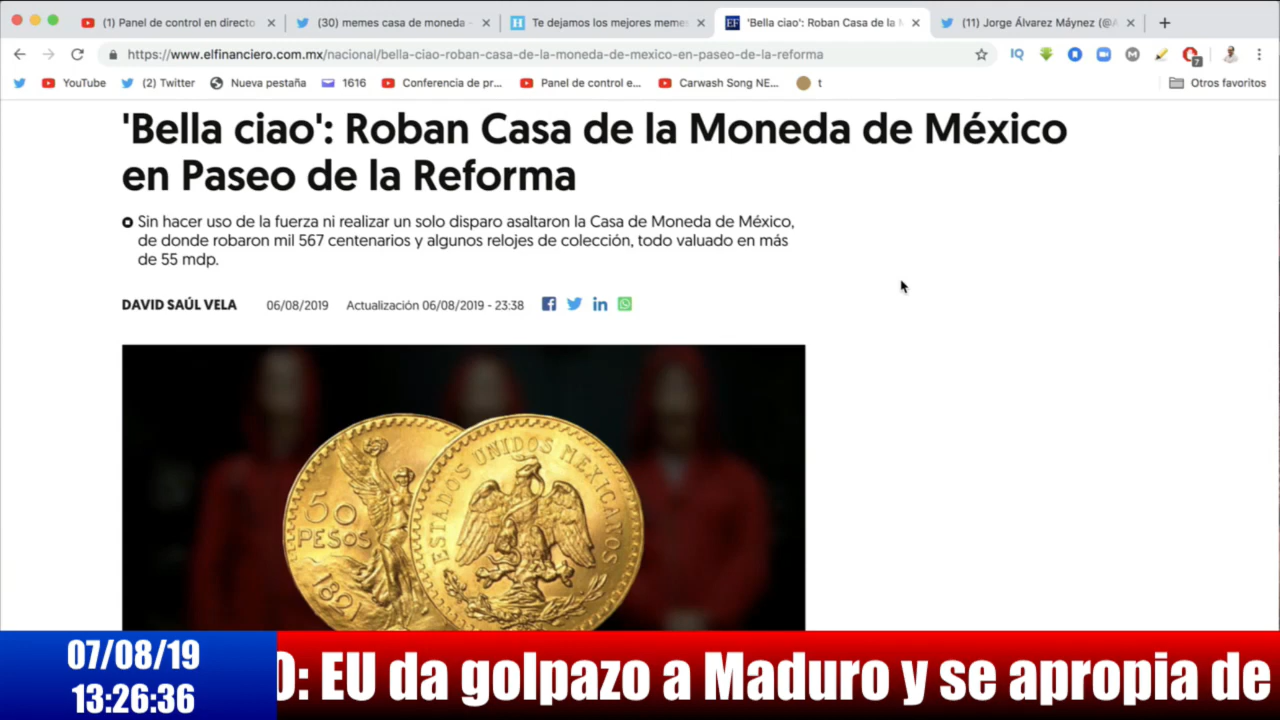 (1) Panel de control en directo
(30) memes casa de moneda -
Te dejamos los mejores memes
'Bella ciao': Roban Casa de la M
(11) Jorge Álvarez Máynez (@A
https://www.elfinanciero.com.mx/nacional/bella-ciao-roban-casa-de-la-moneda-de-mexico-en-paseo-de-la-reforma
YouTube
(2) Twitter
Nueva pestaña
1616
Conferencia de pr...
Panel de control e...
Carwash Song NE...
t
Otros favoritos
'Bella ciao': Roban Casa de la Moneda de México
en Paseo de la Reforma
Sin hacer uso de la fuerza ni realizar un solo disparo asaltaron la Casa de Moneda de México,
de donde robaron mil 567 centenarios y algunos relojes de colección, todo valuado en más
de 55 mdp.
DAVID SAÚL VELA 06/08/2019 Actualización 06/08/2019 - 23:38
50
PESOS
1821
ESTADOS UNIDOS MEXICANOS
07/08/19
13:26:36
O: EU da golpazo a Maduro y se apropia de